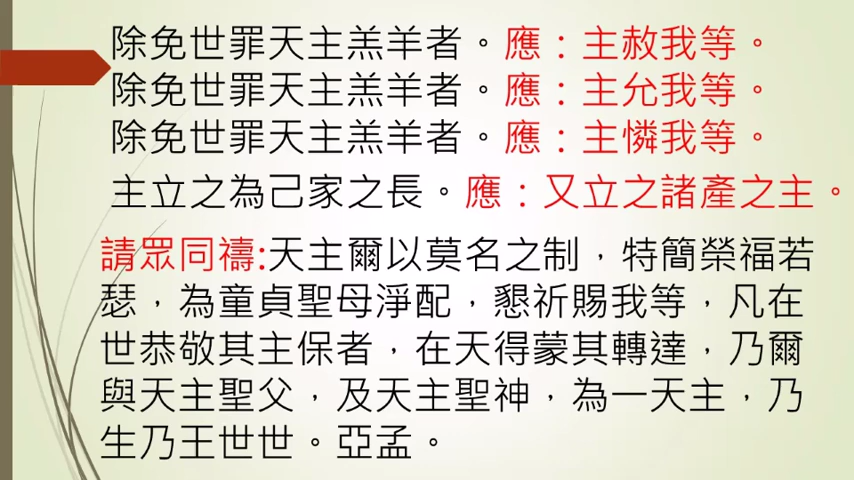 除免世罪天主羔羊者。應：主赦我等。
除免世罪天主羔羊者。應：主允我等。
除免世罪天主羔羊者。應：主憐我等。
主立之為己家之長。應：又立之諸產之主。
請眾同禱:天主爾以莫名之制，特簡榮福若
瑟，為童貞聖母淨配，懇祈賜我等，凡在
世恭敬其主保者，在天得蒙其轉達，乃爾
與天主聖父，及天主聖神，為一天主，乃
生乃王世世。亞孟。